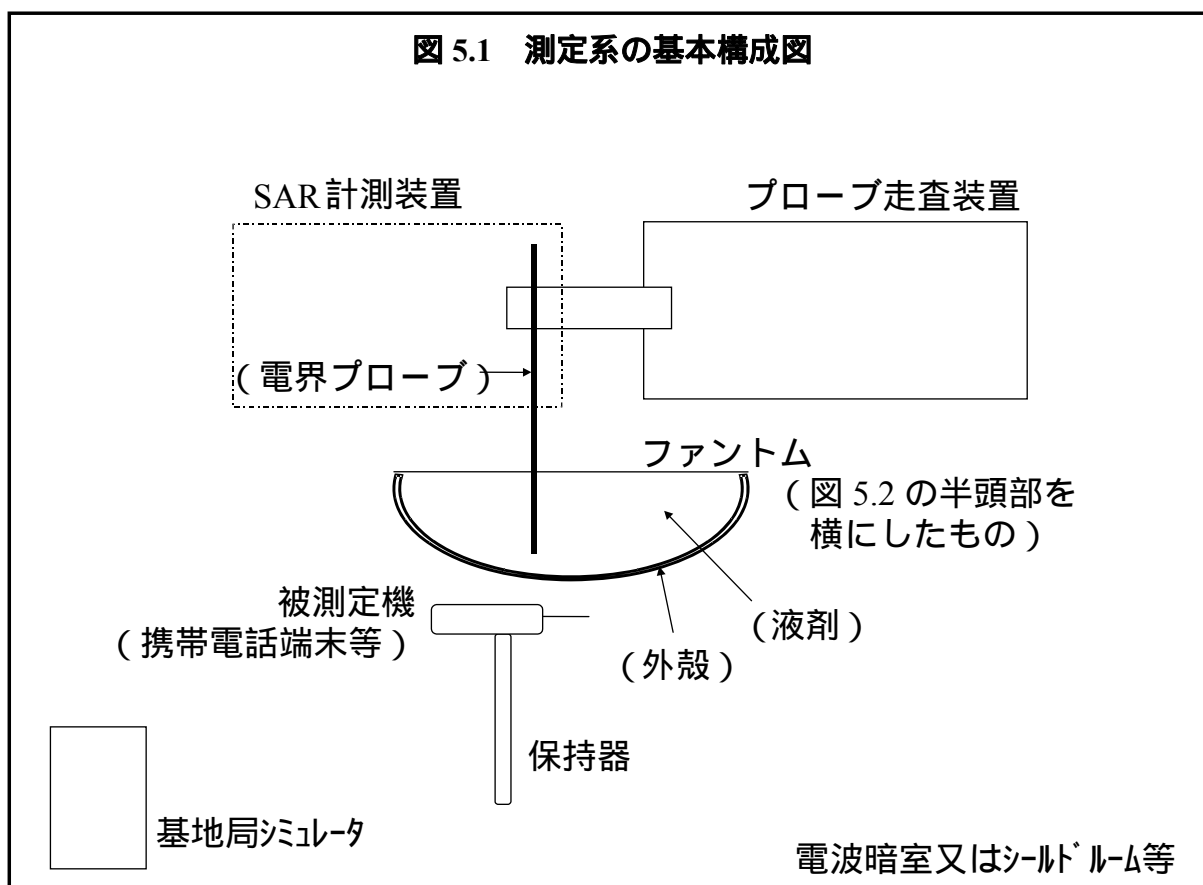 図 5.1　測定系の基本構成図
SAR計測装置
プローブ走査装置
（電界プローブ）
ファントム
（図 5.2 の半頭部を
横にしたもの）
被測定機
（携帯電話端末等）
（液剤）
（外殻）
保持器
基地局ｼﾐｭﾚｰﾀ
電波暗室又はｼｰﾙﾄﾞﾙｰﾑ等